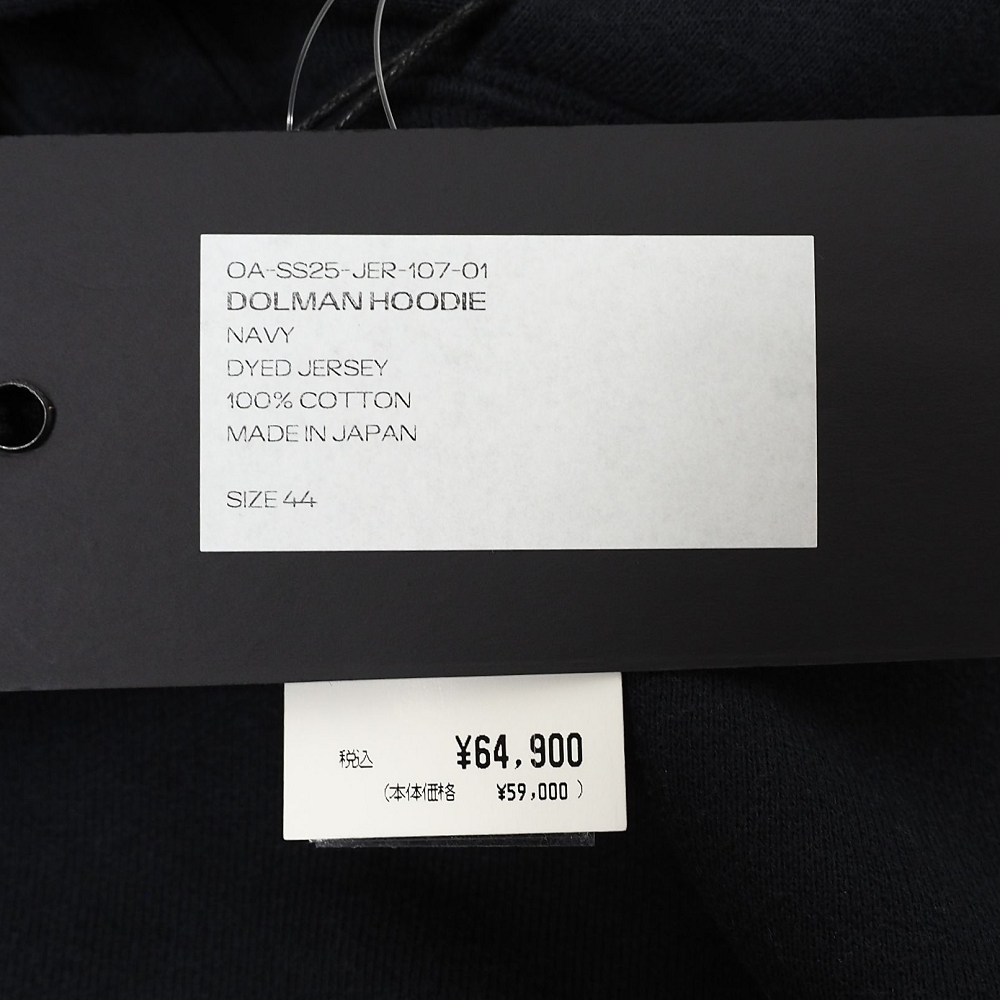 OA-SS25-JER-107-01
DOLMAN HOODIE
NAVY
DYED JERSEY
100% COTTON
MADE IN JAPAN
SIZE 44
税込 ¥64,900
(本体価格 ¥59,000 )